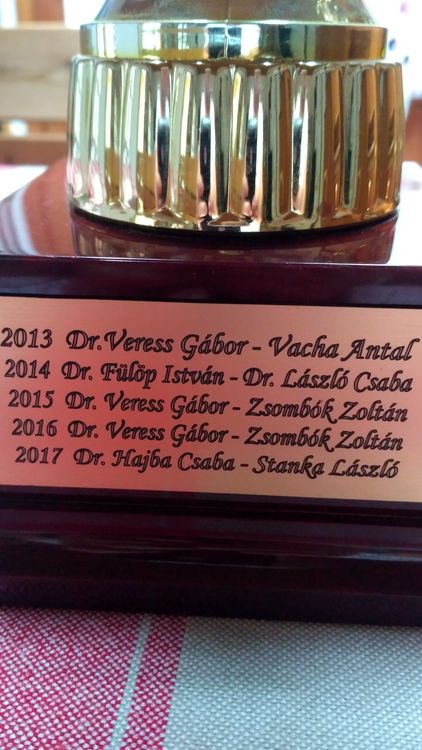 2013 Dr.Veress Gábor - Vacha Antal
2014 Dr. Fülöp István - Dr. László Csaba
2015 Dr. Veress Gábor - Zsombók Zoltán
2016 Dr. Veress Gábor - Zsombók Zoltán
2017 Dr. Hajba Csaba - Stanka László